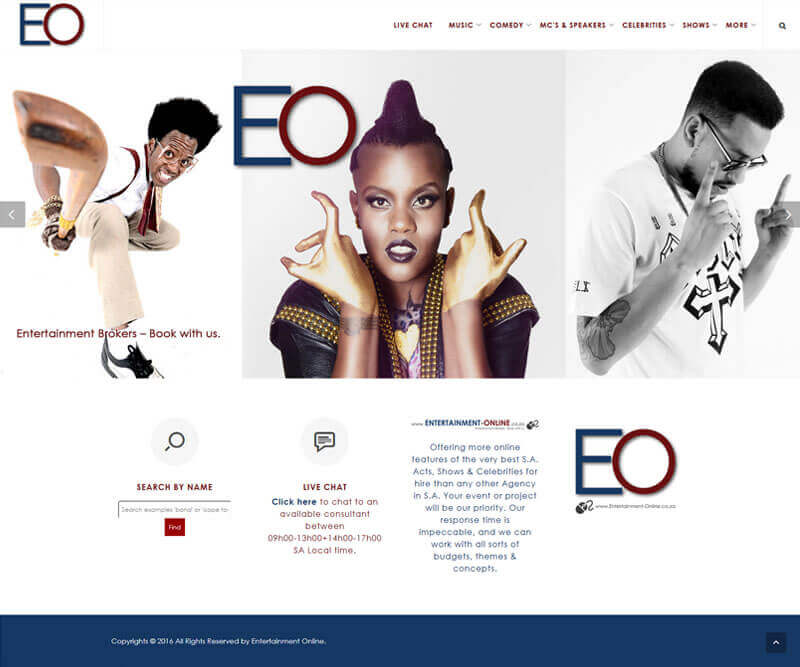 EO
LIVE CHAT MUSIC COMEDY MC'S & SPEAKERS CELEBRITIES SHOWS MORE
EO
Entertainment Brokers – Book with us.
SEARCH BY NAME
Search examples 'band' or
Find
LIVE CHAT
Click here to chat to an
available consultant
between
09h00-13h00+14h00-17h00
SA Local time.
www.ENTERTAINMENT-ONLINE.co.za
Offering more online
features of the very best S.A.
Acts, Shows & Celebrities for
hire than any other Agency
in S.A. Your event or project
will be our priority. Our
response time is
impeccable, and we can
work with all sorts of
budgets, themes &
concepts.
EO
www.Entertainment-Online.co.za
Copyrights © 2016 All Rights Reserved by Entertainment Online.